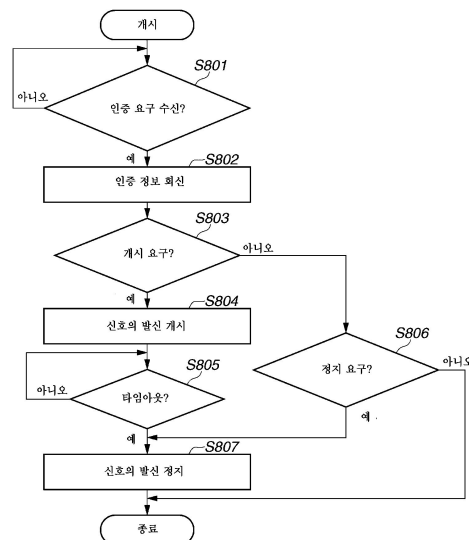 개시
S801
인증 요구 수신?
아니오
예
S802
인증 정보 회신
S803
개시 요구?
아니오
예
S804
신호의 발신 개시
S806
정지 요구?
아니오
예
S805
타임아웃?
아니오
예
S807
신호의 발신 정지
종료